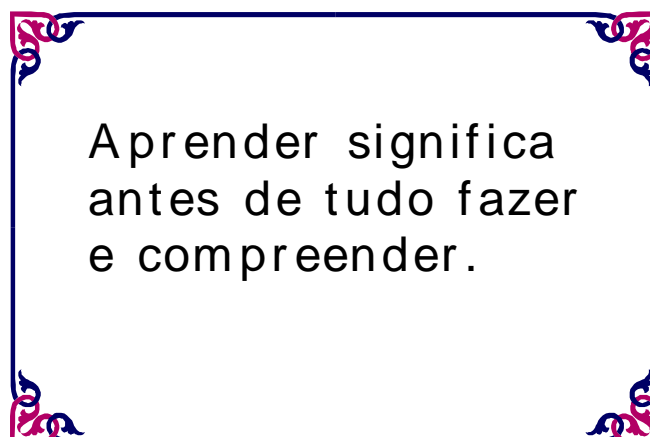 Aprender significa
antes de tudo fazer
e compreender.